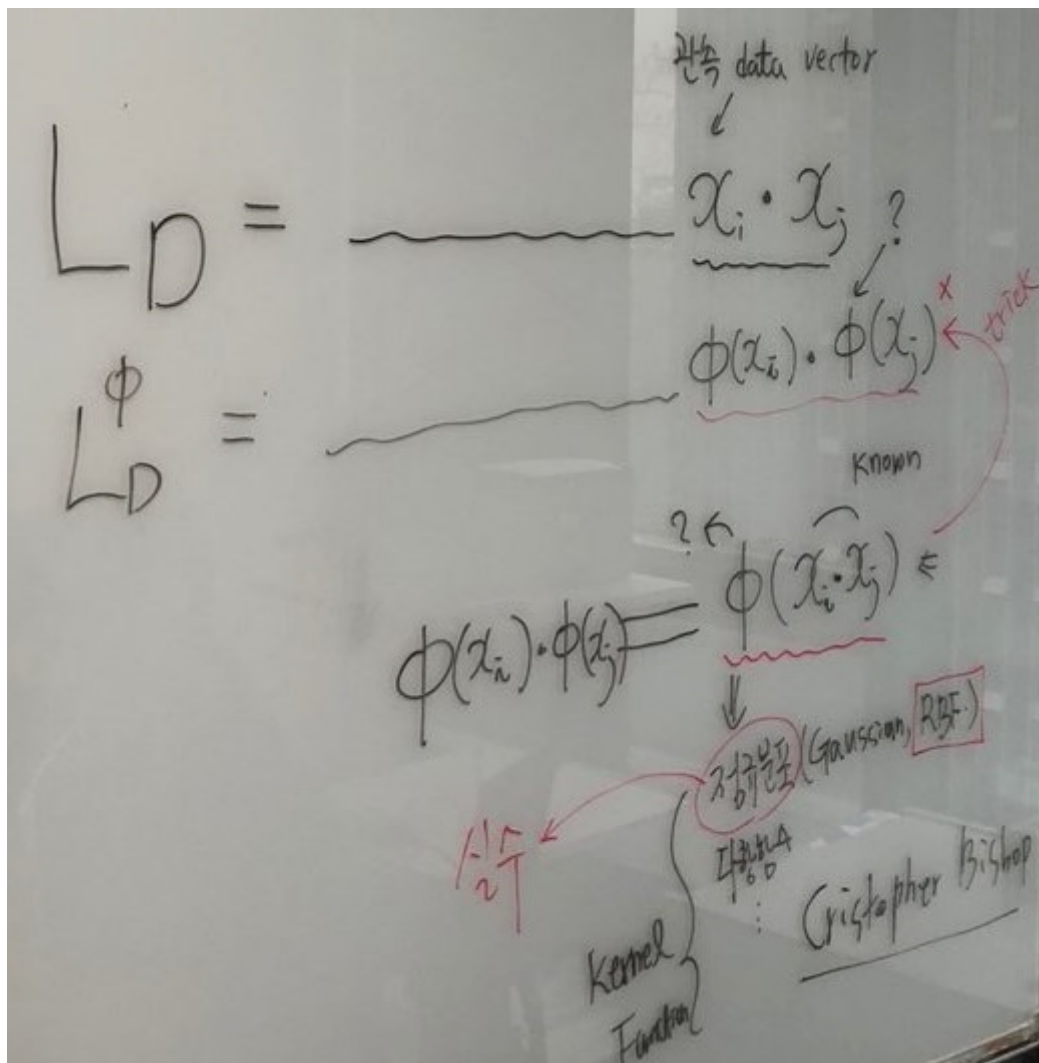 관측 data vector
L_D = x_i · x_j
?
L_D^ϕ = ϕ(x_i) · ϕ(x_j) x
trick
known
?
ϕ(x_i)·ϕ(x_j) = ϕ(x_i·x_j)
정규분포 (Gaussian, RBF)
다항함수
⋮
Cristopher Bishop
Kernel
Function